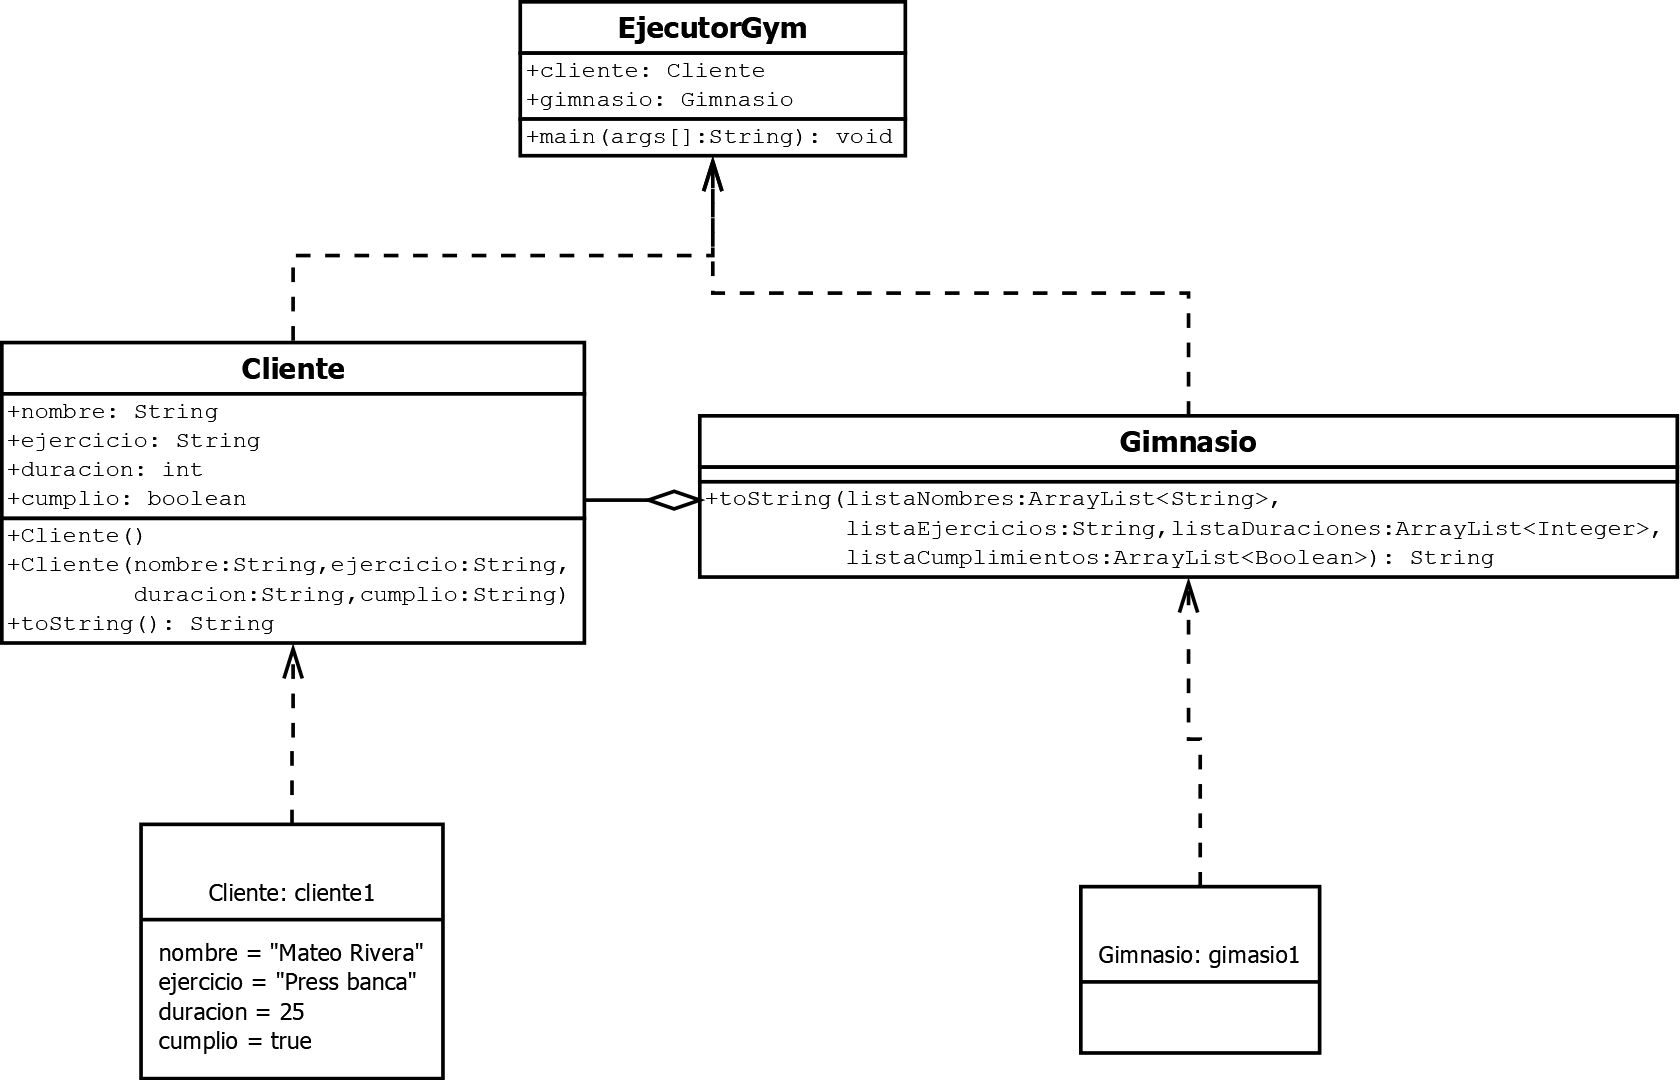 EjecutorGym
+cliente: Cliente
+gimnasio: Gimnasio
+main(args[]:String): void
Cliente
+nombre: String
+ejercicio: String
+duracion: int
+cumplio: boolean
+Cliente()
+Cliente(nombre:String,ejercicio:String,
duracion:String,cumplio:String)
+toString(): String
Gimnasio
+toString(listaNombres:ArrayList<String>,
listaEjercicios:String,listaDuraciones:ArrayList<Integer>,
listaCumplimientos:ArrayList<Boolean>): String
Cliente: cliente1
nombre = "Mateo Rivera"
ejercicio = "Press banca"
duracion = 25
cumplio = true
Gimnasio: gimasio1